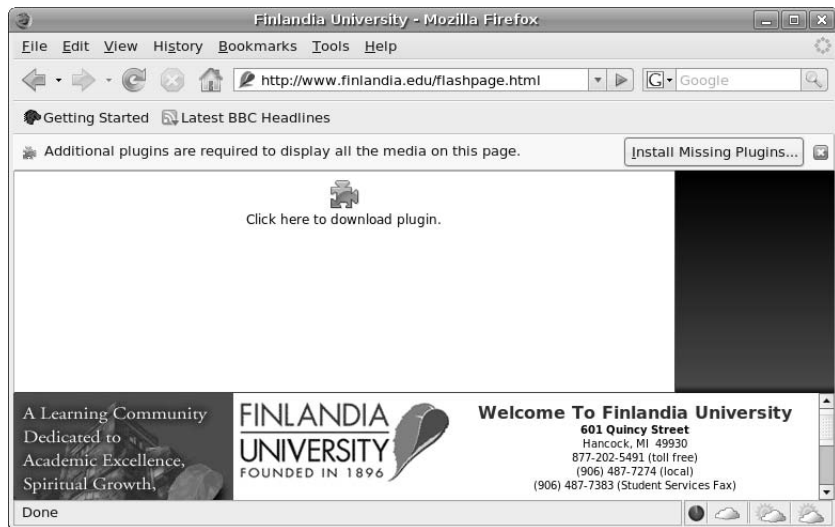 Finlandia University - Mozilla Firefox
File Edit View History Bookmarks Tools Help
http://www.finlandia.edu/flashpage.html G Google
Getting Started Latest BBC Headlines
Additional plugins are required to display all the media on this page. Install Missing Plugins...
Click here to download plugin.
A Learning Community
Dedicated to
Academic Excellence,
Spiritual Growth,
FINLANDIA
UNIVERSITY
FOUNDED IN 1896
Welcome To Finlandia University
601 Quincy Street
Hancock, MI 49930
877-202-5491 (toll free)
(906) 487-7274 (local)
(906) 487-7383 (Student Services Fax)
Done